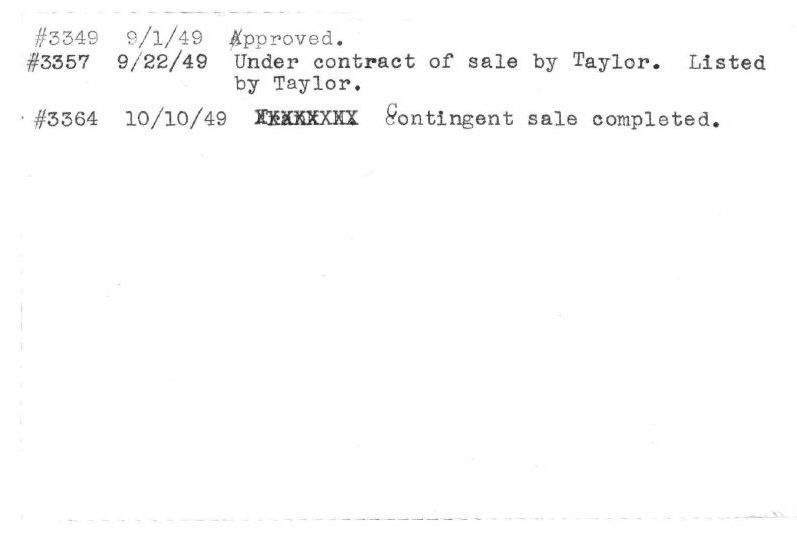 #3349 9/1/49 Approved.
#3357 9/22/49 Under contract of sale by Taylor. Listed
by Taylor.
#3364 10/10/49 Contingent sale completed.